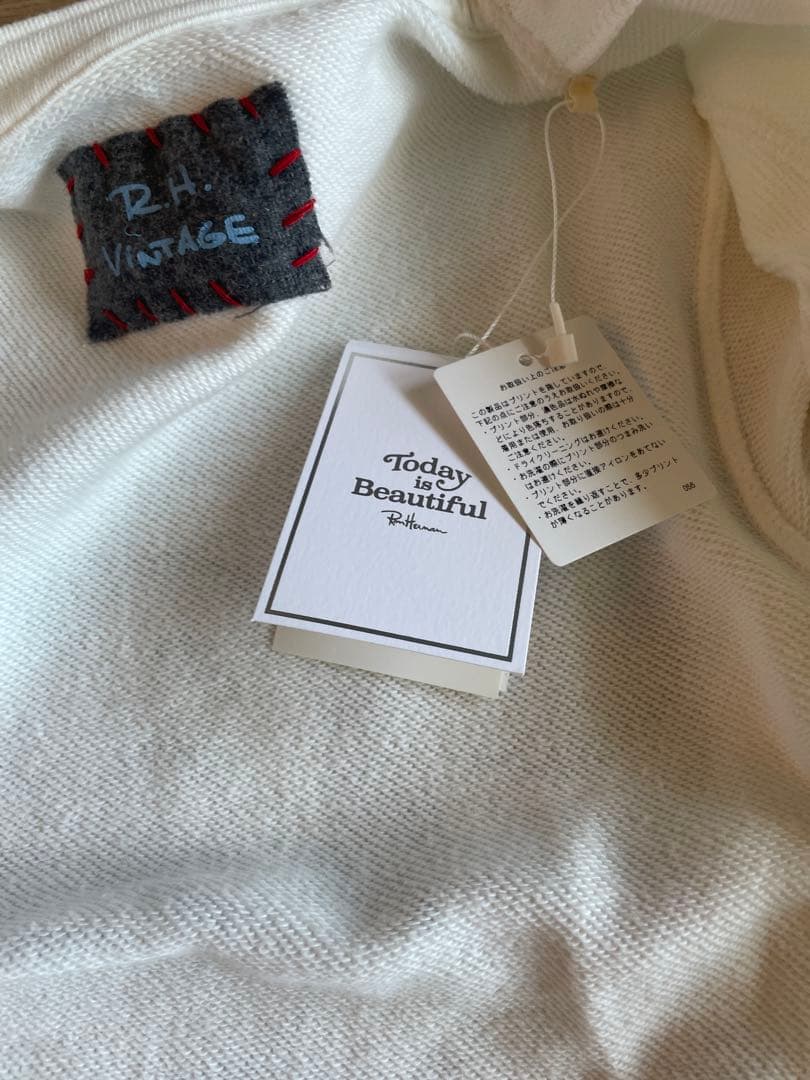 R.H.
ViNTAGE
Today
is
Beautiful
Ron Herman
お取扱い上のご注意
この製品はプリントを施していますので、
下記の点にご注意のうえお取扱いください。
・プリント部分、濃色品は水ぬれや摩擦な
どにより色落ちすることがありますので、
着用または使用、お取り扱いの際は十分
ご注意ください。
・ドライクリーニングはお避けください。
・お洗濯の際にプリント部分のつまみ洗い
はお避けください。
・プリント部分に直接アイロンをあてない
でください。
・お洗濯を繰り返すことで、多少プリント
が薄くなることがあります。
056